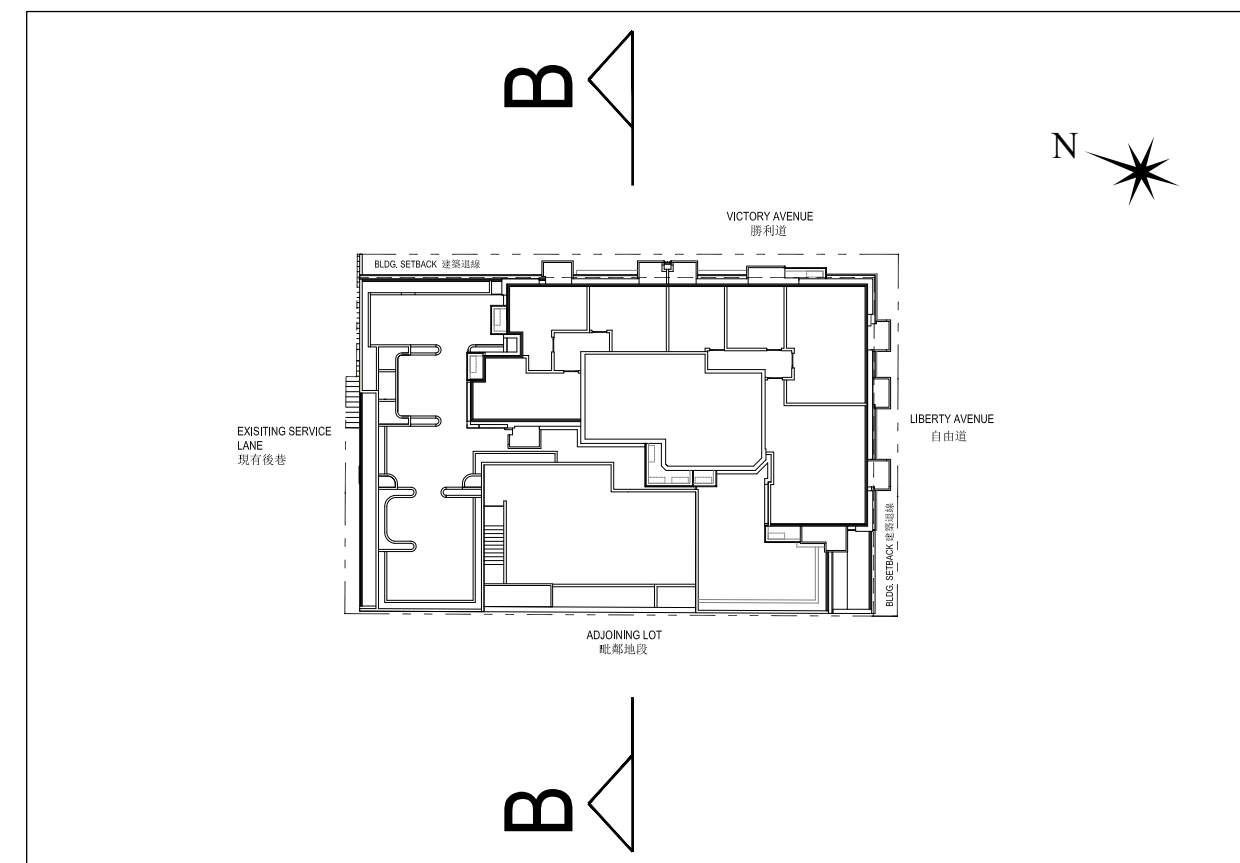 B
N
VICTORY AVENUE
勝利道
BLDG. SETBACK 建築退線
EXISITING SERVICE
LANE
現有後巷
LIBERTY AVENUE
自由道
BLDG. SETBACK 建築退線
ADJOINING LOT
毗鄰地段
B